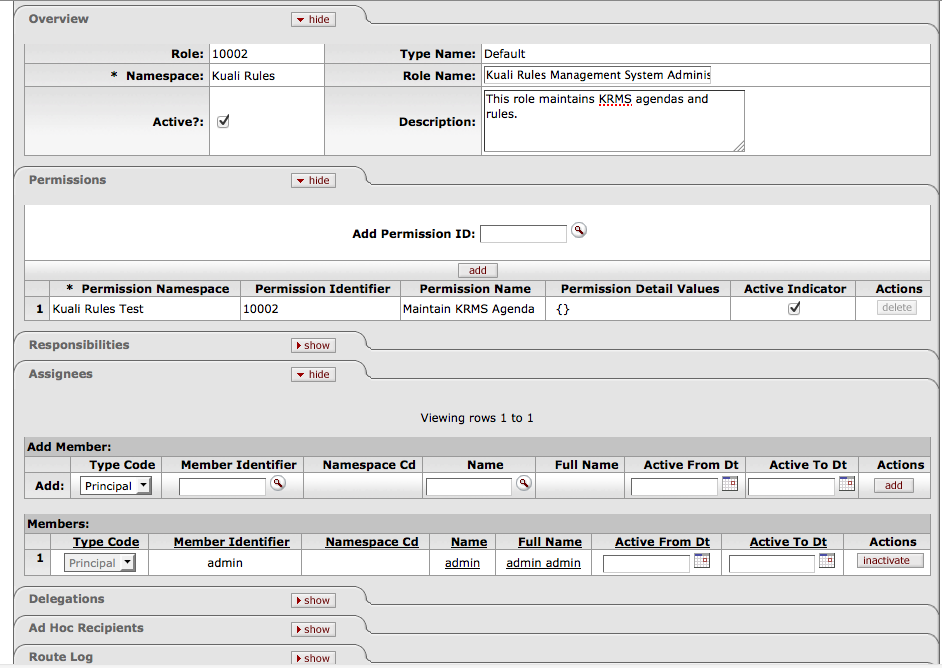 Overview hide
Role: 10002 Type Name: Default
* Namespace: Kuali Rules Role Name: Kuali Rules Management System Adminis
Active?: Description: This role maintains KRMS agendas and
rules.
Permissions hide
Add Permission ID:
add
* Permission Namespace Permission Identifier Permission Name Permission Detail Values Active Indicator Actions
1 Kuali Rules Test 10002 Maintain KRMS Agenda {} delete
Responsibilities show
Assignees hide
Viewing rows 1 to 1
Add Member:
Type Code Member Identifier Namespace Cd Name Full Name Active From Dt Active To Dt Actions
Add: Principal add
Members:
Type Code Member Identifier Namespace Cd Name Full Name Active From Dt Active To Dt Actions
1 Principal admin admin admin admin inactivate
Delegations show
Ad Hoc Recipients show
Route Log show